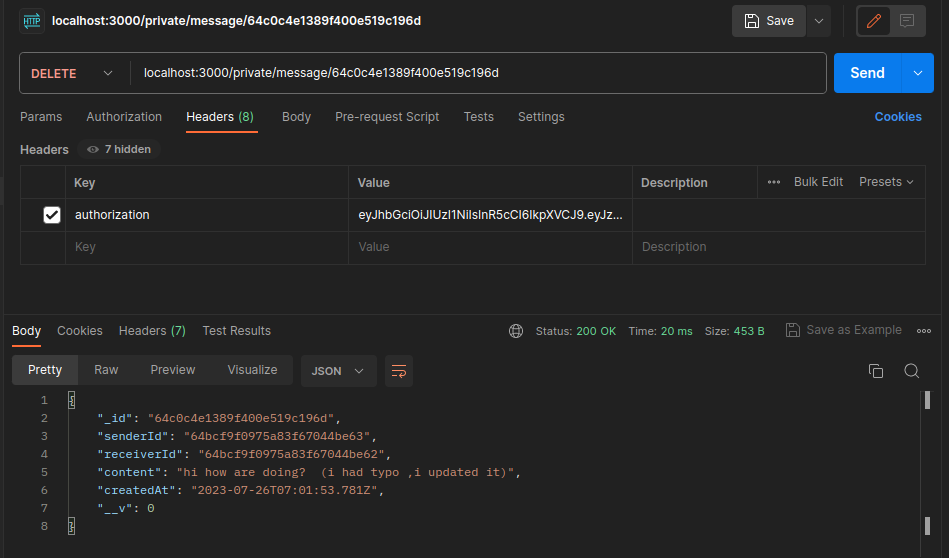 HTTP localhost:3000/private/message/64c0c4e1389f400e519c196d Save
DELETE localhost:3000/private/message/64c0c4e1389f400e519c196d Send
Params Authorization Headers (8) Body Pre-request Script Tests Settings Cookies
Headers 7 hidden
Key Value Description Bulk Edit Presets
authorization eyJhbGciOiJIUzI1NiIsInR5cCI6IkpXVCJ9.eyJz...
Key Value Description
Body Cookies Headers (7) Test Results Status: 200 OK Time: 20 ms Size: 453 B Save as Example
Pretty Raw Preview Visualize JSON
1 {
2 "_id": "64c0c4e1389f400e519c196d",
3 "senderId": "64bcf9f0975a83f67044be63",
4 "receiverId": "64bcf9f0975a83f67044be62",
5 "content": "hi how are doing?  (i had typo ,i updated it)",
6 "createdAt": "2023-07-26T07:01:53.781Z",
7 "__v": 0
8 }